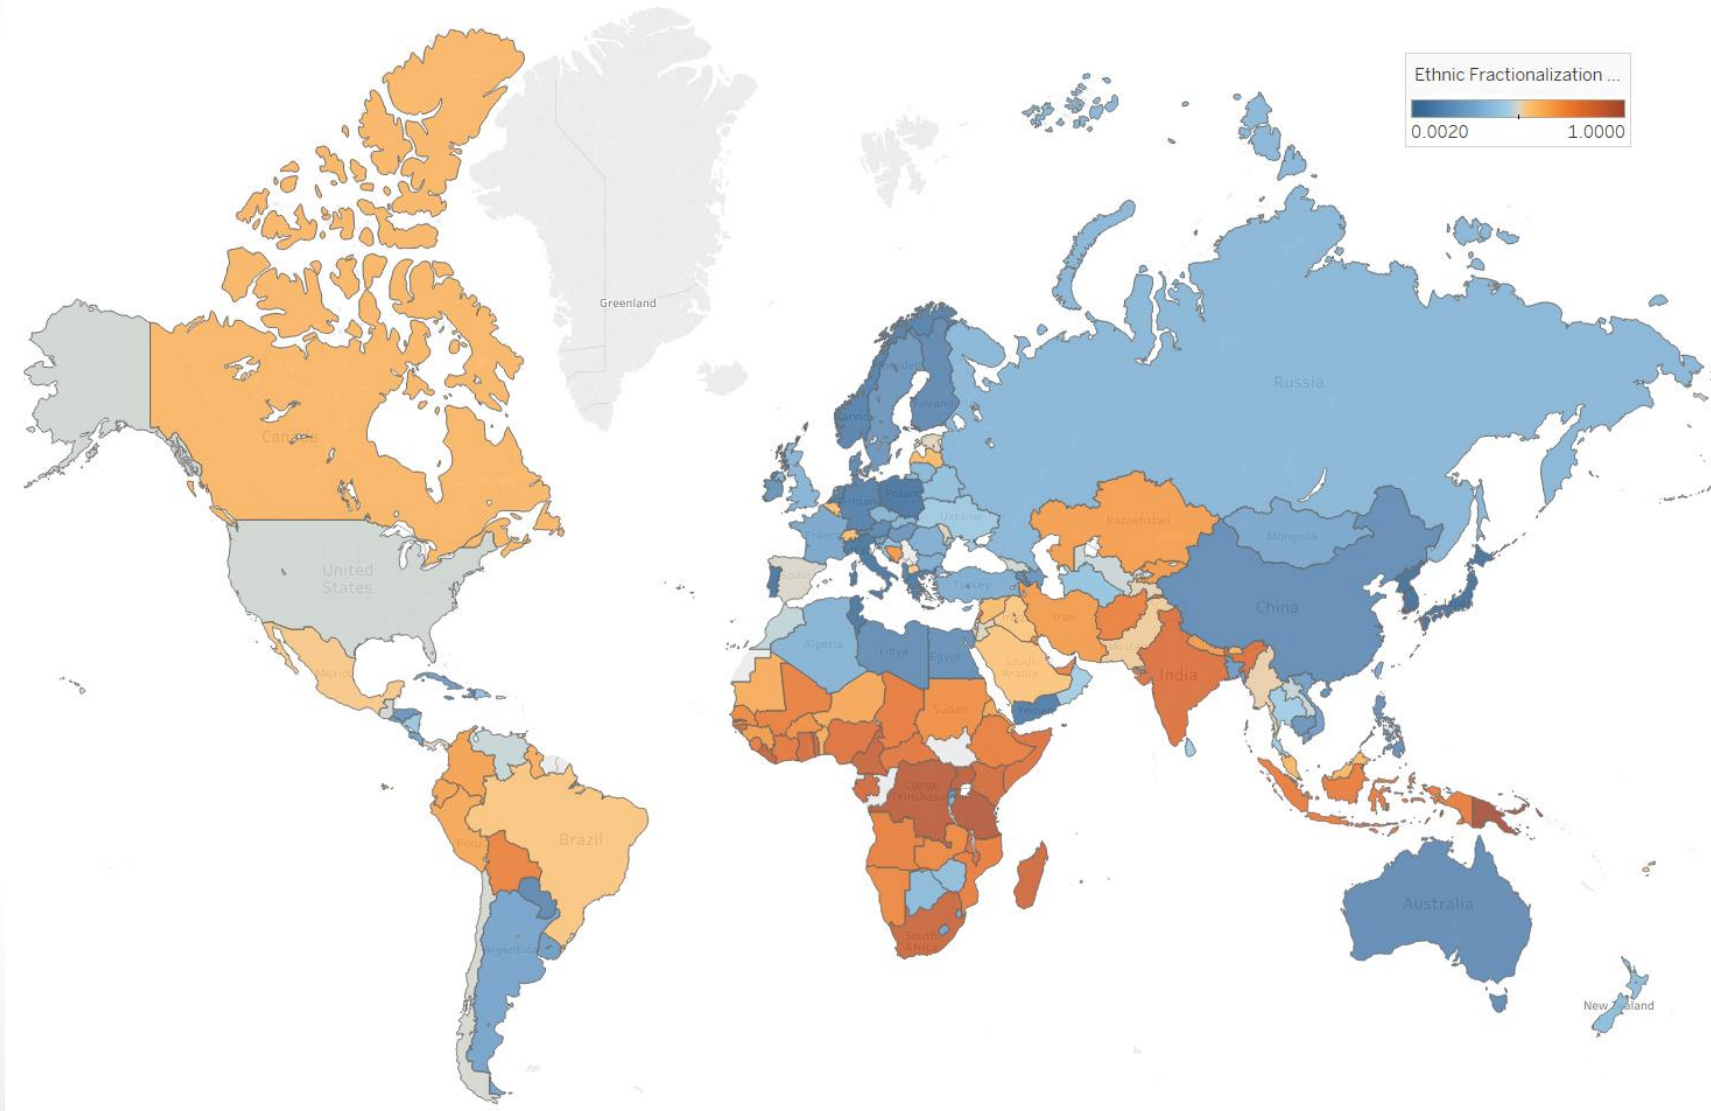 Ethnic Fractionalization ...
0.0020
1.0000
Greenland
Russia
Canada
United
States
Mexico
Poland
Ukraine
France
Spain
Turkey
Kazakhstan
Mongolia
China
Algeria
Libya
Egypt
Iran
Saudi
Arabia
India
Yemen
Sudan
Congo
(Kinshasa)
Brazil
Peru
Argentina
South
Africa
Australia
New Zealand